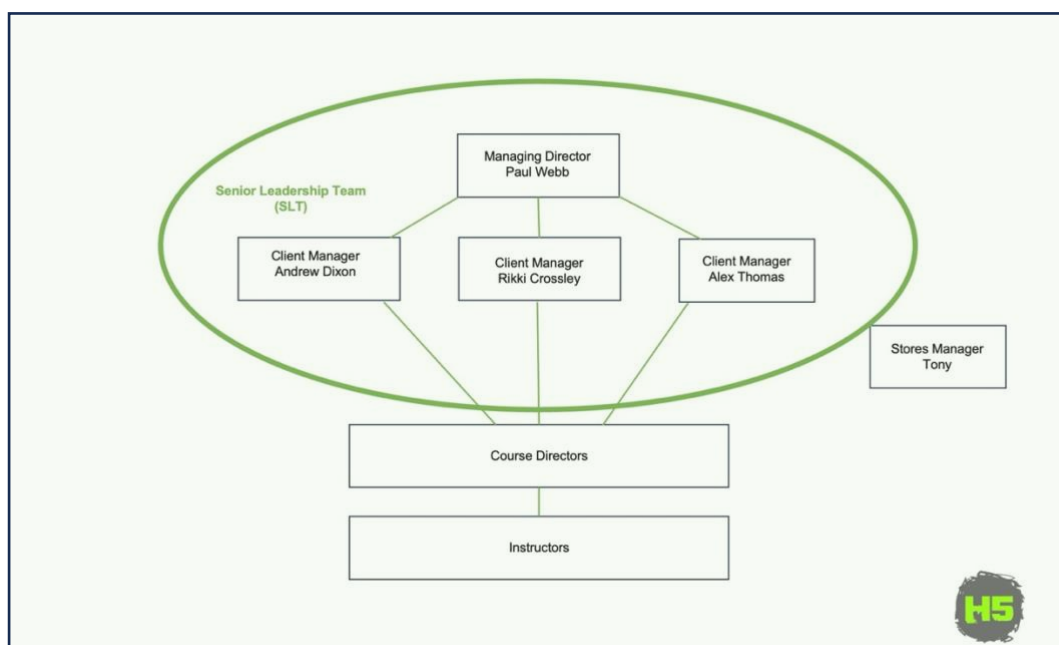 Managing Director
Paul Webb
Senior Leadership Team
(SLT)
Client Manager
Andrew Dixon
Client Manager
Rikki Crossley
Client Manager
Alex Thomas
Stores Manager
Tony
Course Directors
Instructors
H5